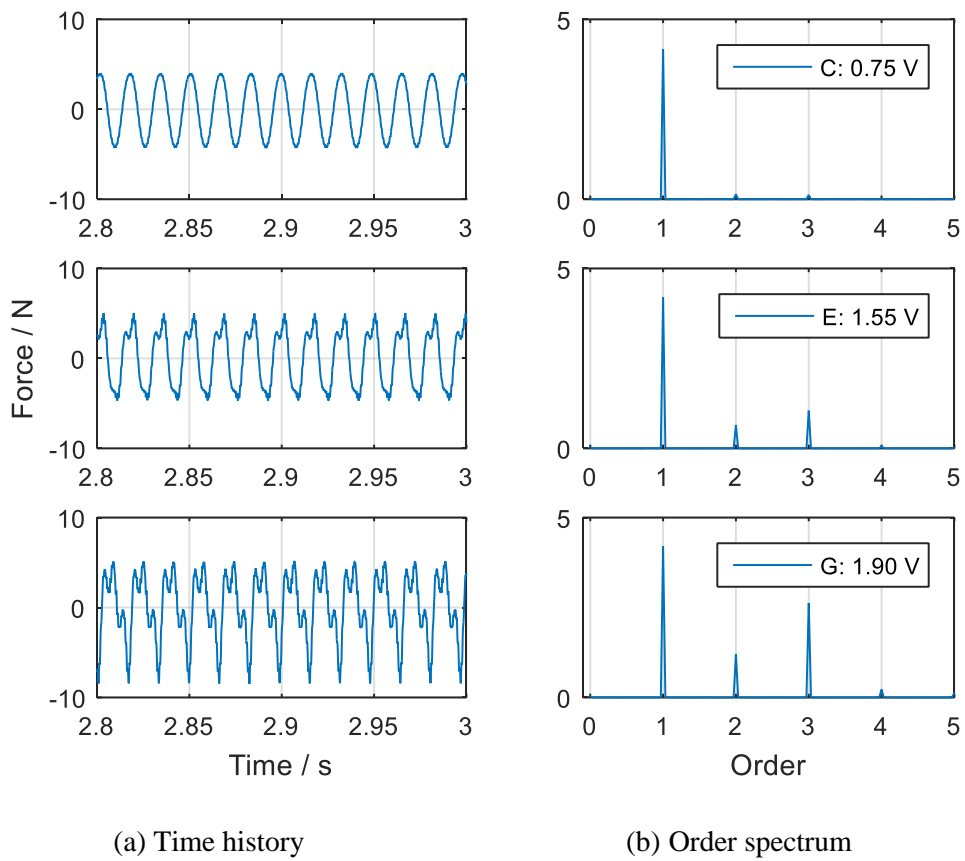 10
0
-10
2.8 2.85 2.9 2.95 3
5
0
0 1 2 3 4 5
C: 0.75 V
10
0
-10
2.8 2.85 2.9 2.95 3
5
0
0 1 2 3 4 5
E: 1.55 V
Force / N
10
0
-10
2.8 2.85 2.9 2.95 3
5
0
0 1 2 3 4 5
G: 1.90 V
Time / s
Order
(a) Time history
(b) Order spectrum